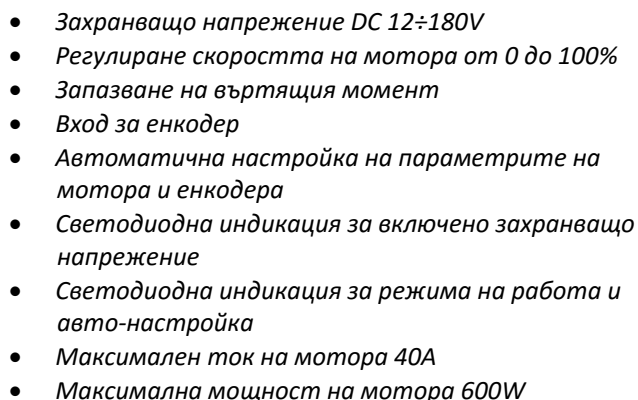 • Захранващо напрежение DC 12÷180V
• Регулиране скоростта на мотора от 0 до 100%
• Запазване на въртящия момент
• Вход за енкодер
• Автоматична настройка на параметрите на
мотора и енкодера
• Светодиодна индикация за включено захранващо
напрежение
• Светодиодна индикация за режима на работа и
авто-настройка
• Максимален ток на мотора 40А
• Максимална мощност на мотора 600W